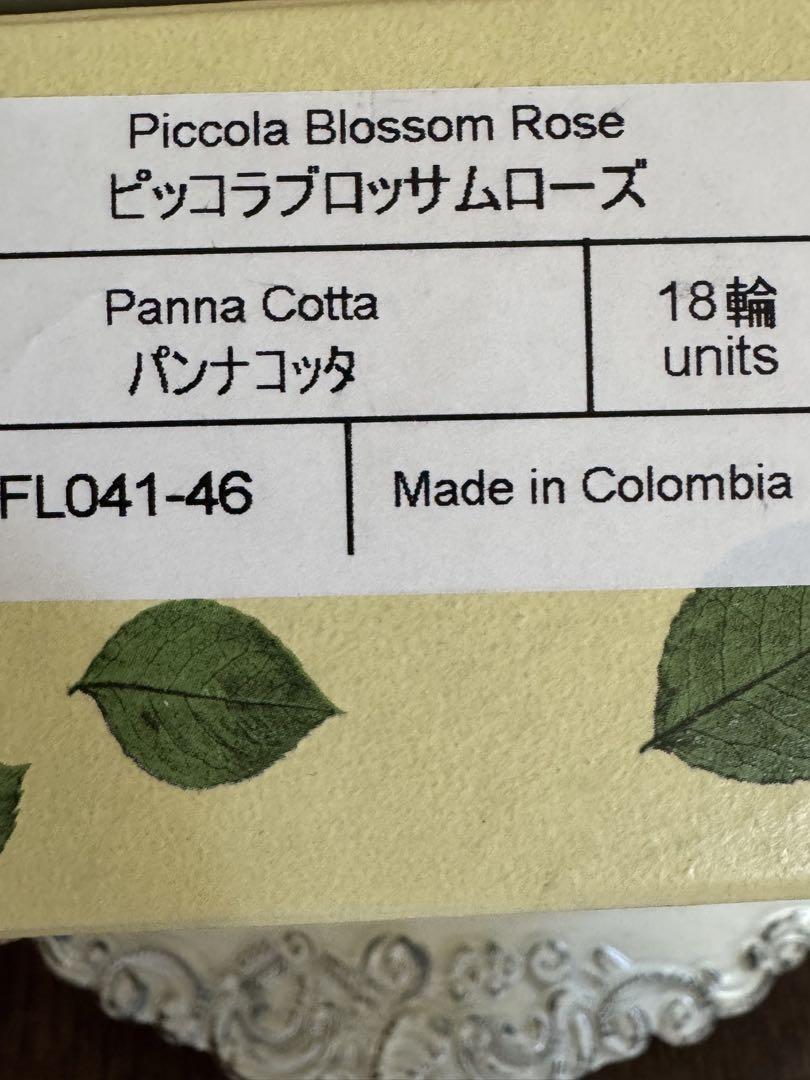 Piccola Blossom Rose
ピッコラブロッサムローズ
Panna Cotta
パンナコッタ
18輪
units
FL041-46
Made in Colombia